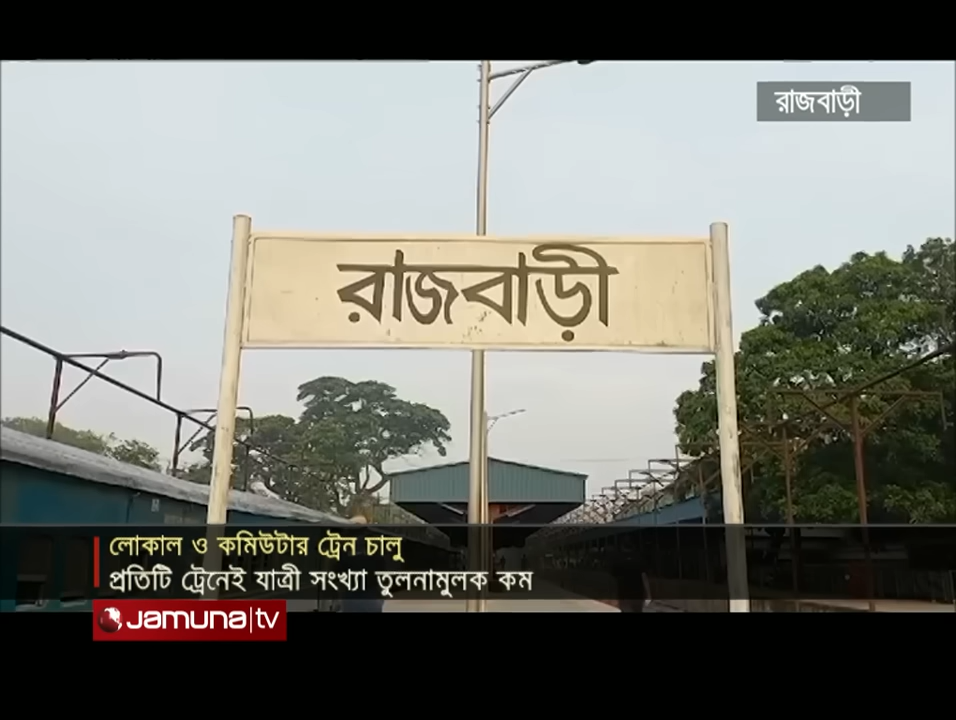 রাজবাড়ী
রাজবাড়ী
লোকাল ও কমিউটার ট্রেন চালু
প্রতিটি ট্রেনেই যাত্রী সংখ্যা তুলনামুলক কম
Jamuna|tv